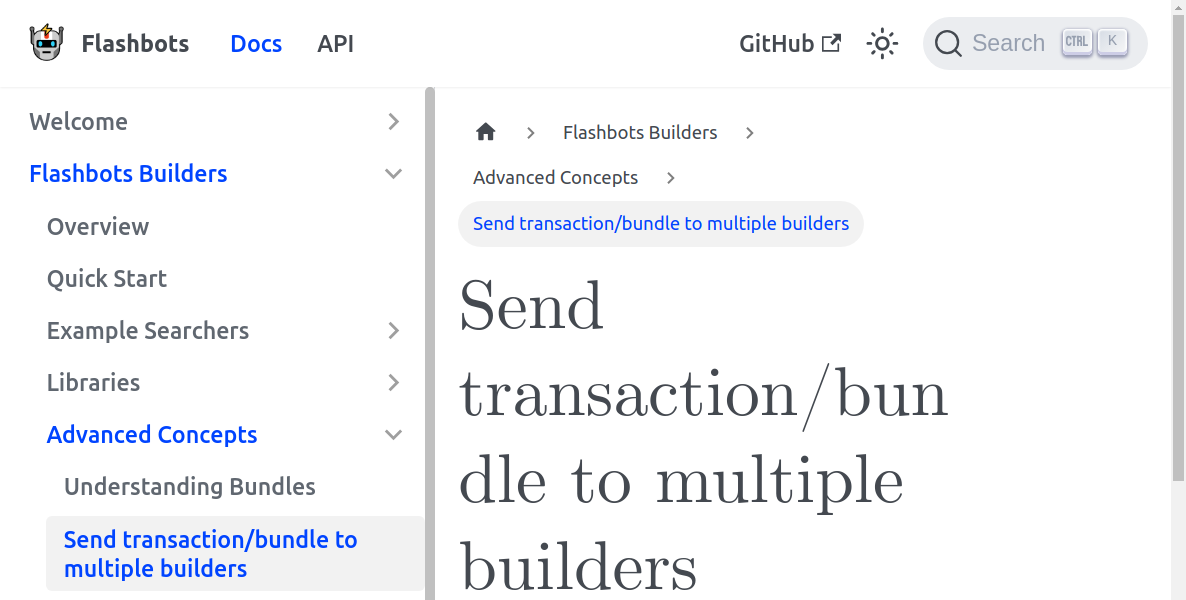 Flashbots
Docs
API
GitHub
Search
CTRL
K
Welcome
Flashbots Builders
Overview
Quick Start
Example Searchers
Libraries
Advanced Concepts
Understanding Bundles
Send transaction/bundle to
multiple builders
Flashbots Builders
Advanced Concepts
Send transaction/bundle to multiple builders
Send
transaction/bun
dle to multiple
builders